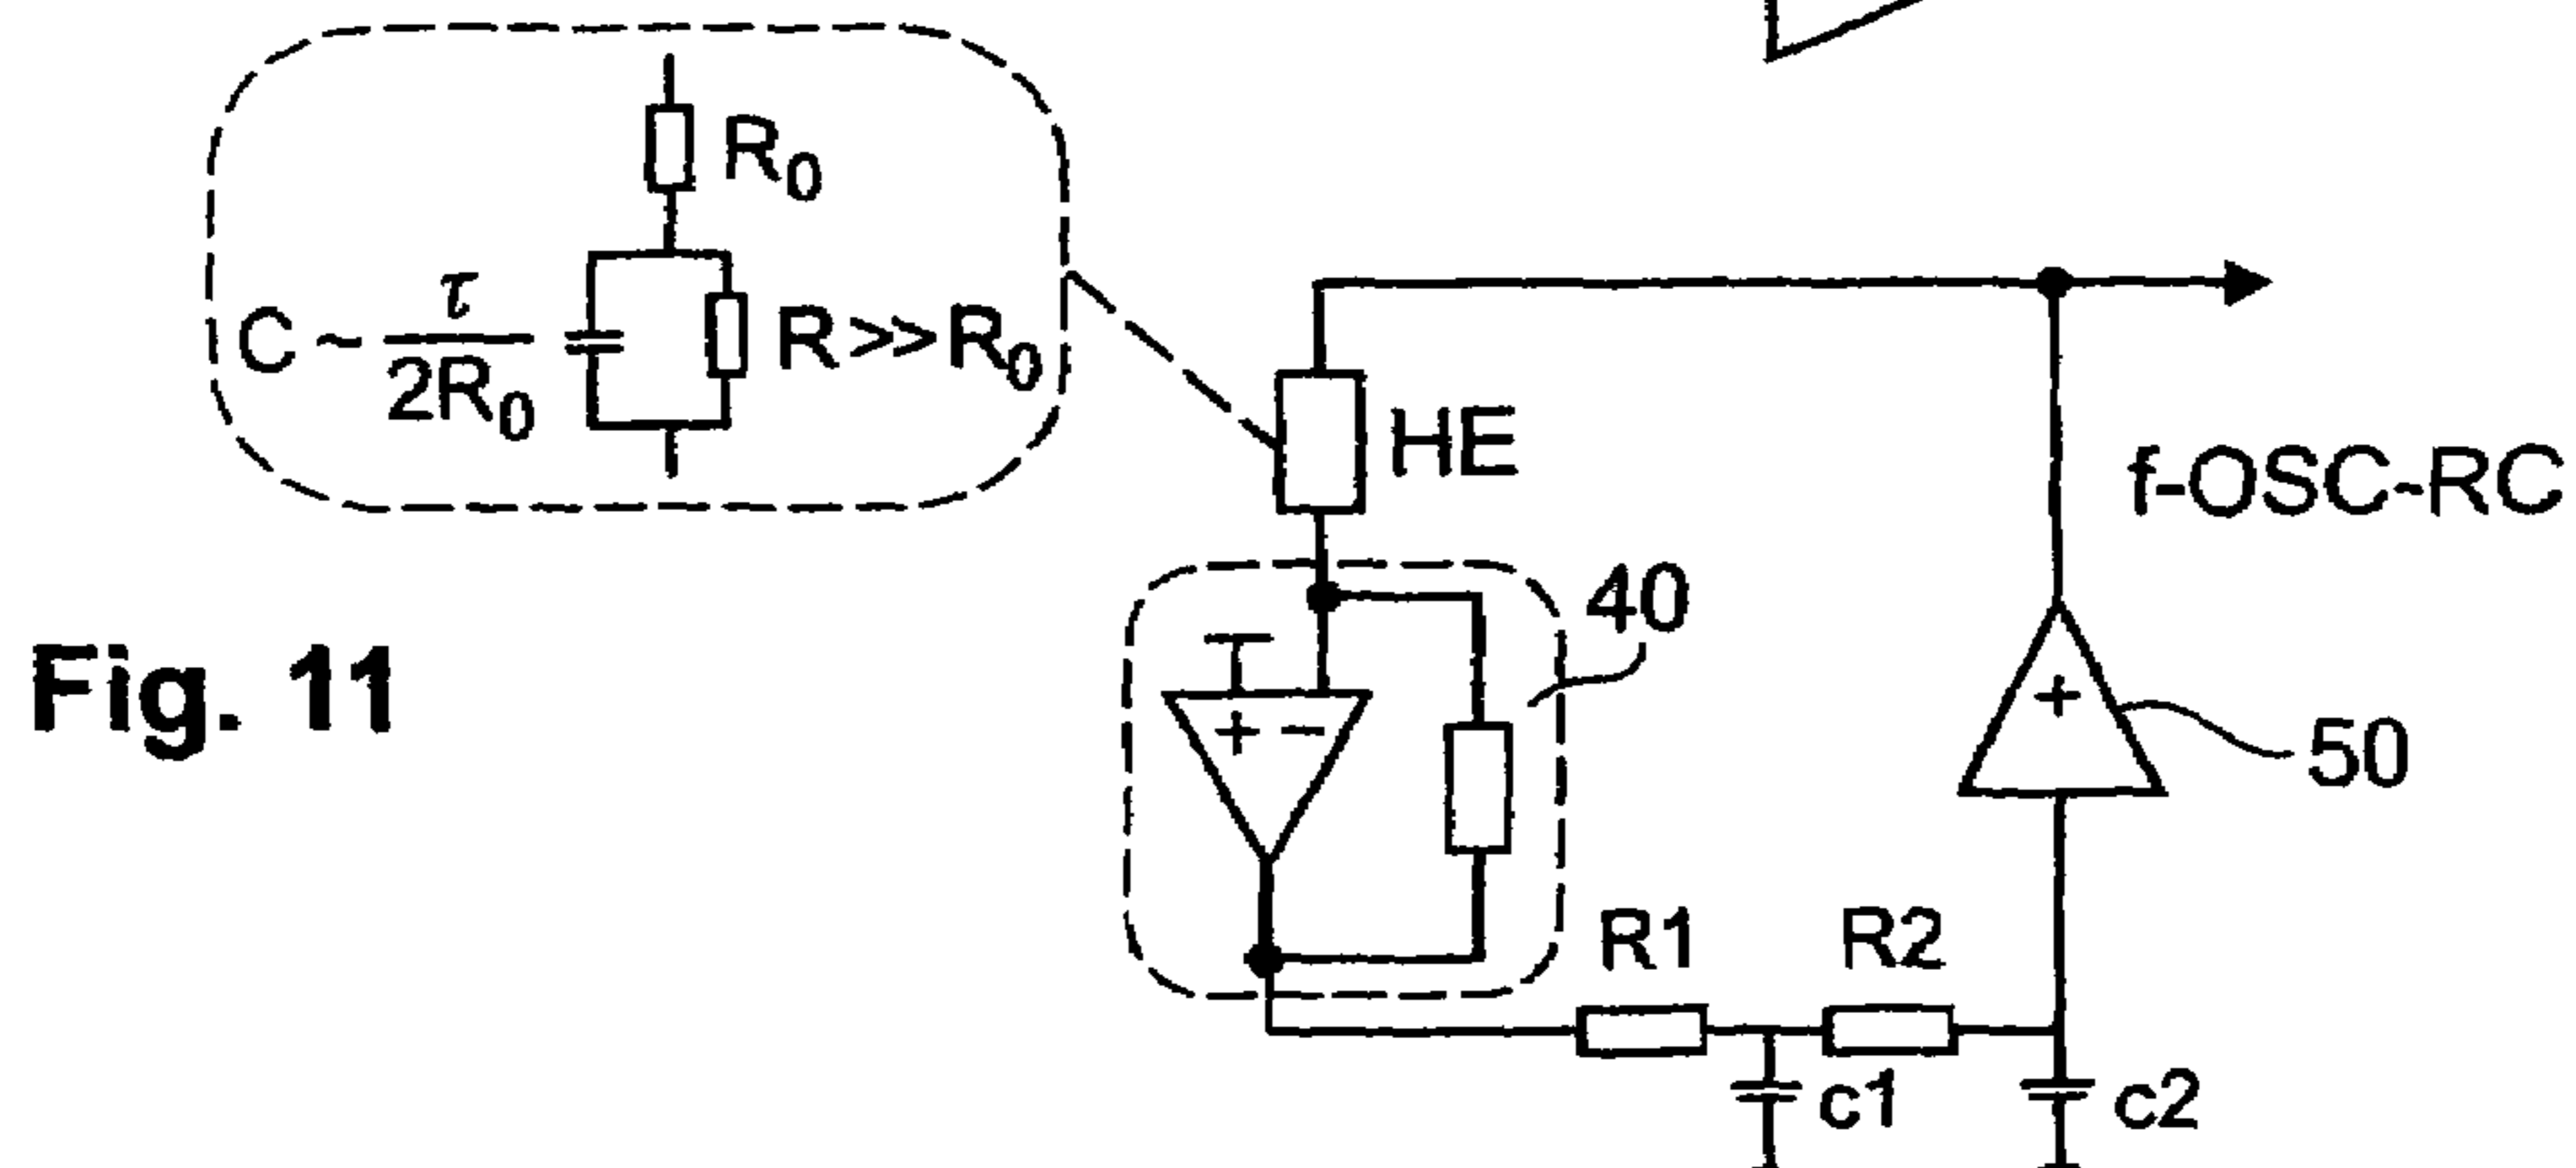 R₀
C ~ τ/2R₀
R >> R₀
HE
f-OSC-RC
40
Fig. 11
+ −
+
50
R1
R2
c1
c2